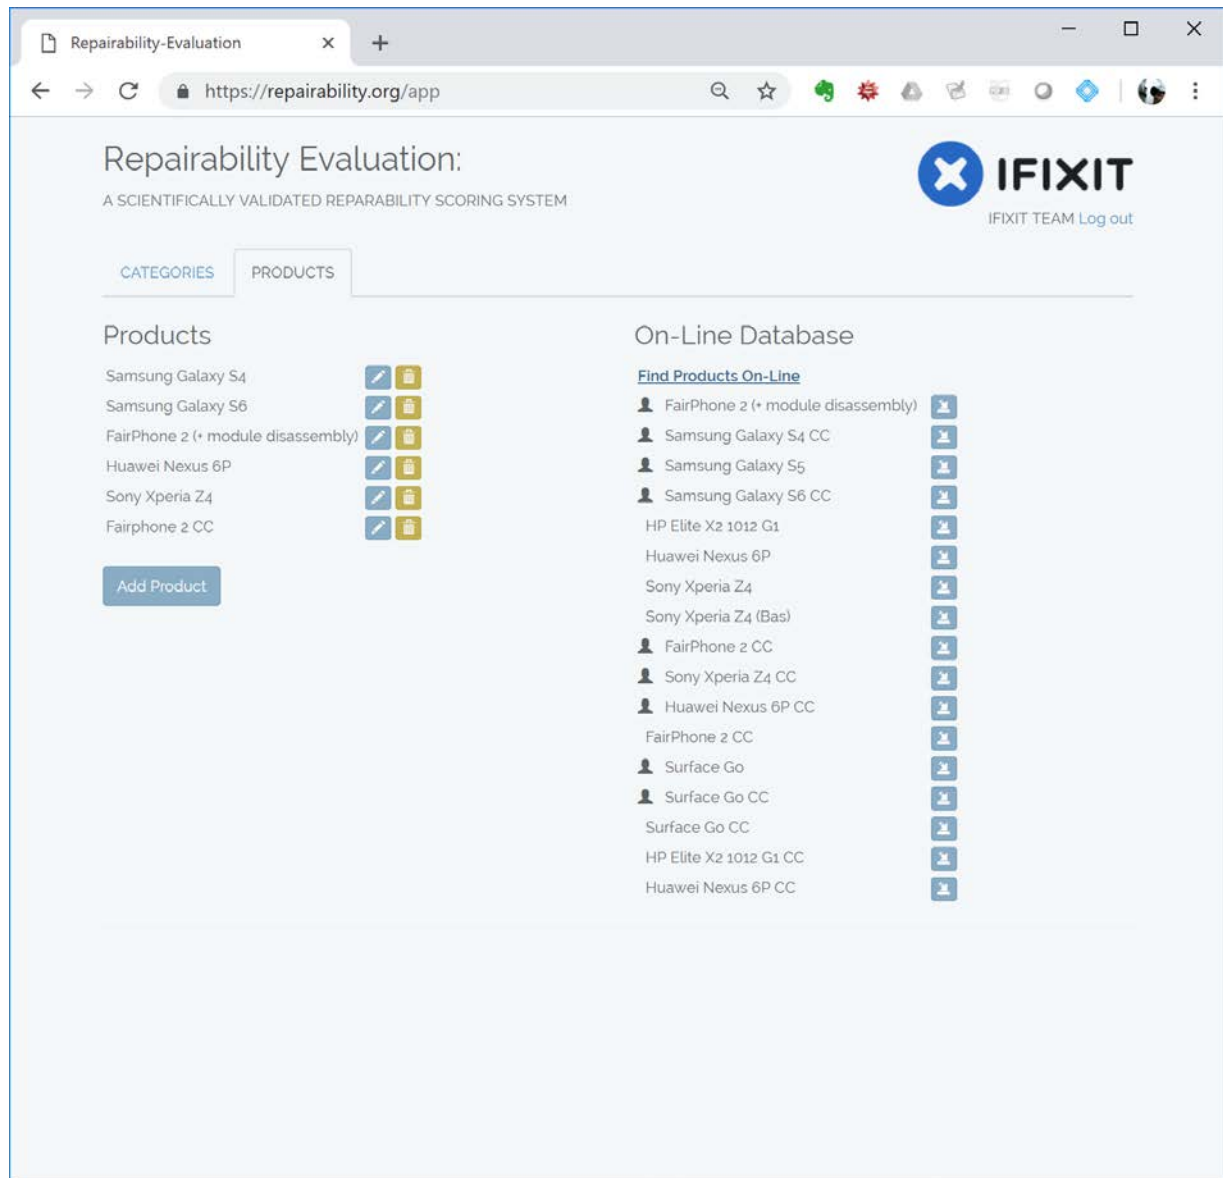 Repairability-Evaluation
https://repairability.org/app
Repairability Evaluation:
A SCIENTIFICALLY VALIDATED REPARABILITY SCORING SYSTEM
IFIXIT
IFIXIT TEAM Log out
CATEGORIES PRODUCTS
Products
Samsung Galaxy S4
Samsung Galaxy S6
FairPhone 2 (+ module disassembly)
Huawei Nexus 6P
Sony Xperia Z4
Fairphone 2 CC
Add Product
On-Line Database
Find Products On-Line
FairPhone 2 (+ module disassembly)
Samsung Galaxy S4 CC
Samsung Galaxy S5
Samsung Galaxy S6 CC
HP Elite X2 1012 G1
Huawei Nexus 6P
Sony Xperia Z4
Sony Xperia Z4 (Bas)
FairPhone 2 CC
Sony Xperia Z4 CC
Huawei Nexus 6P CC
FairPhone 2 CC
Surface Go
Surface Go CC
Surface Go CC
HP Elite X2 1012 G1 CC
Huawei Nexus 6P CC